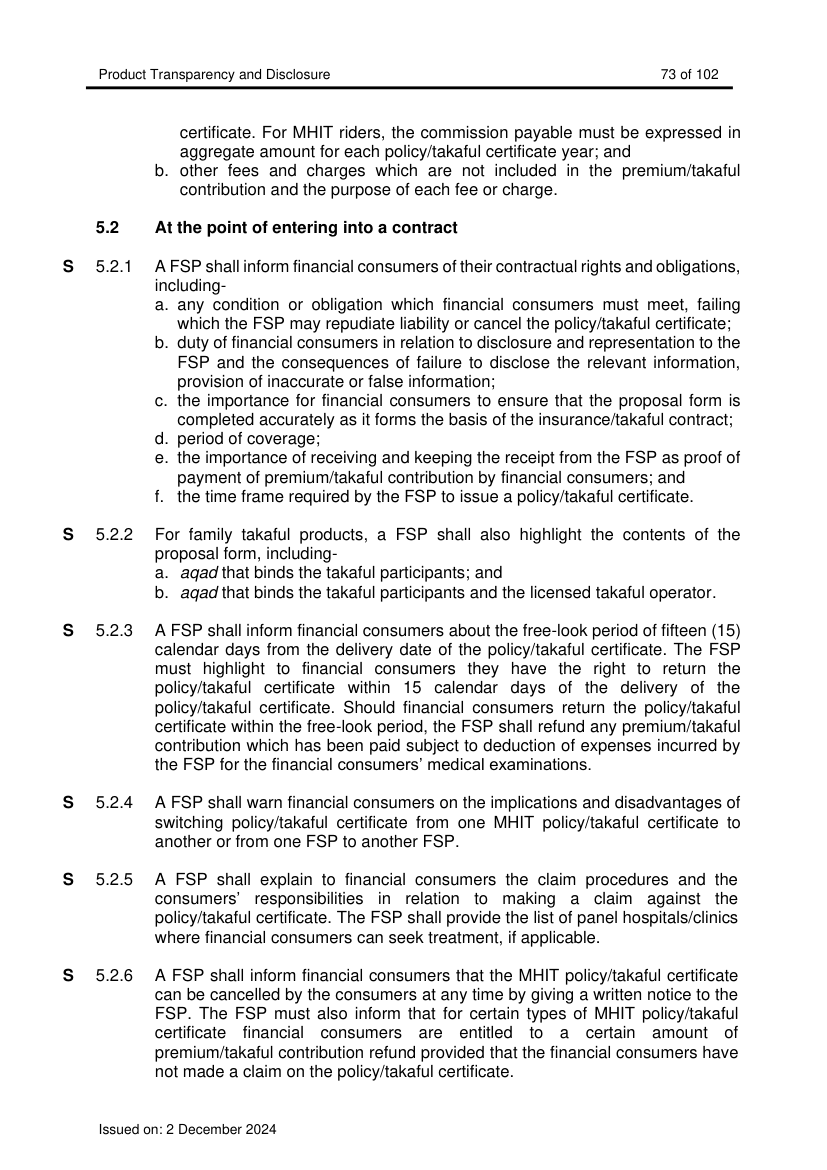 Product Transparency and Disclosure 73 of 102
certificate. For MHIT riders, the commission payable must be expressed in
aggregate amount for each policy/takaful certificate year; and
b. other fees and charges which are not included in the premium/takaful
contribution and the purpose of each fee or charge.
5.2 At the point of entering into a contract
S 5.2.1 A FSP shall inform financial consumers of their contractual rights and obligations,
including-
a. any condition or obligation which financial consumers must meet, failing
which the FSP may repudiate liability or cancel the policy/takaful certificate;
b. duty of financial consumers in relation to disclosure and representation to the
FSP and the consequences of failure to disclose the relevant information,
provision of inaccurate or false information;
c. the importance for financial consumers to ensure that the proposal form is
completed accurately as it forms the basis of the insurance/takaful contract;
d. period of coverage;
e. the importance of receiving and keeping the receipt from the FSP as proof of
payment of premium/takaful contribution by financial consumers; and
f. the time frame required by the FSP to issue a policy/takaful certificate.
S 5.2.2 For family takaful products, a FSP shall also highlight the contents of the
proposal form, including-
a. aqad that binds the takaful participants; and
b. aqad that binds the takaful participants and the licensed takaful operator.
S 5.2.3 A FSP shall inform financial consumers about the free-look period of fifteen (15)
calendar days from the delivery date of the policy/takaful certificate. The FSP
must highlight to financial consumers they have the right to return the
policy/takaful certificate within 15 calendar days of the delivery of the
policy/takaful certificate. Should financial consumers return the policy/takaful
certificate within the free-look period, the FSP shall refund any premium/takaful
contribution which has been paid subject to deduction of expenses incurred by
the FSP for the financial consumers’ medical examinations.
S 5.2.4 A FSP shall warn financial consumers on the implications and disadvantages of
switching policy/takaful certificate from one MHIT policy/takaful certificate to
another or from one FSP to another FSP.
S 5.2.5 A FSP shall explain to financial consumers the claim procedures and the
consumers’ responsibilities in relation to making a claim against the
policy/takaful certificate. The FSP shall provide the list of panel hospitals/clinics
where financial consumers can seek treatment, if applicable.
S 5.2.6 A FSP shall inform financial consumers that the MHIT policy/takaful certificate
can be cancelled by the consumers at any time by giving a written notice to the
FSP. The FSP must also inform that for certain types of MHIT policy/takaful
certificate financial consumers are entitled to a certain amount of
premium/takaful contribution refund provided that the financial consumers have
not made a claim on the policy/takaful certificate.
Issued on: 2 December 2024